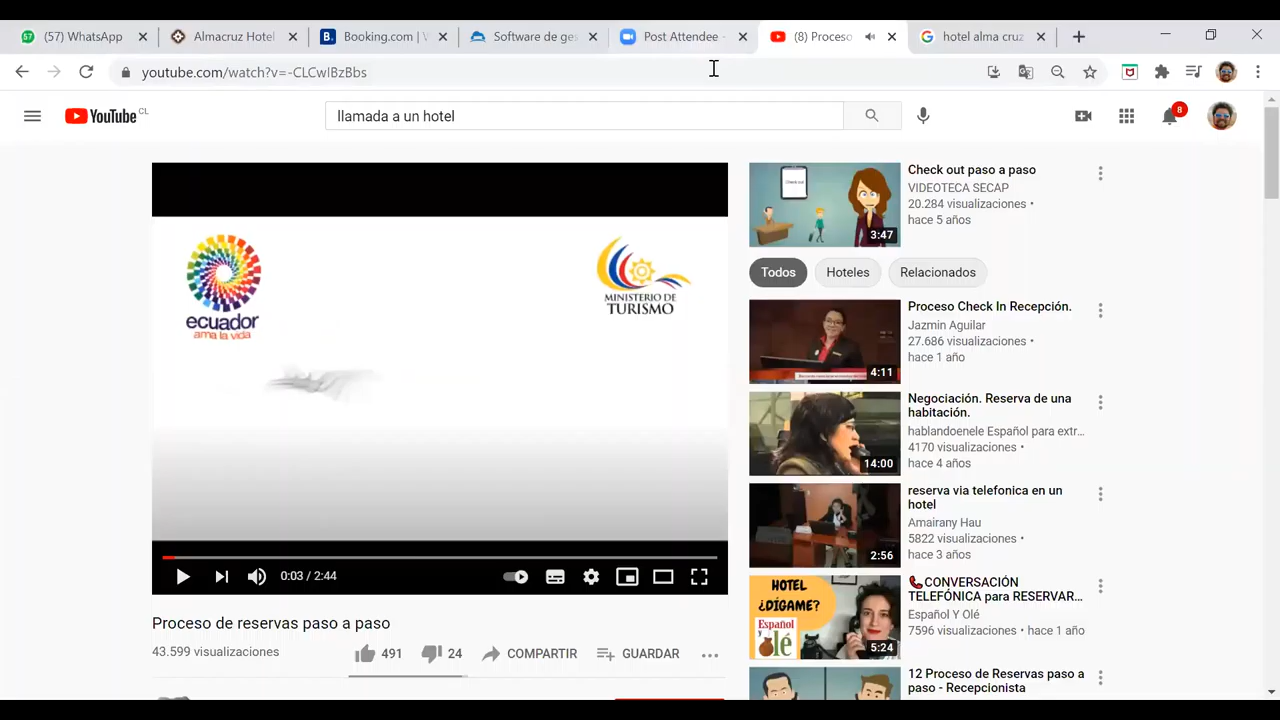 (57) WhatsApp
Almacruz Hotel
Booking.com | V
Software de ges
Post Attendee -
(8) Proceso
hotel alma cruz
youtube.com/watch?v=-CLCwIBzBbs
YouTube CL
llamada a un hotel
8
ecuador
ama la vida
MINISTERIO DE
TURISMO
0:03 / 2:44
Proceso de reservas paso a paso
43.599 visualizaciones
491
24
COMPARTIR
GUARDAR
Check out
3:47
Check out paso a paso
VIDEOTECA SECAP
20.284 visualizaciones •
hace 5 años
Todos
Hoteles
Relacionados
4:11
Proceso Check In Recepción.
Jazmin Aguilar
27.686 visualizaciones •
hace 1 año
14:00
Negociación. Reserva de una
habitación.
hablandoenele Español para extr...
4170 visualizaciones •
hace 4 años
2:56
reserva via telefonica en un
hotel
Amairany Hau
5822 visualizaciones •
hace 3 años
HOTEL
¿DÍGAME?
Español
y
olé
5:24
CONVERSACIÓN
TELEFÓNICA para RESERVAR...
Español Y Olé
7596 visualizaciones • hace 1 año
12 Proceso de Reservas paso a
paso - Recepcionista